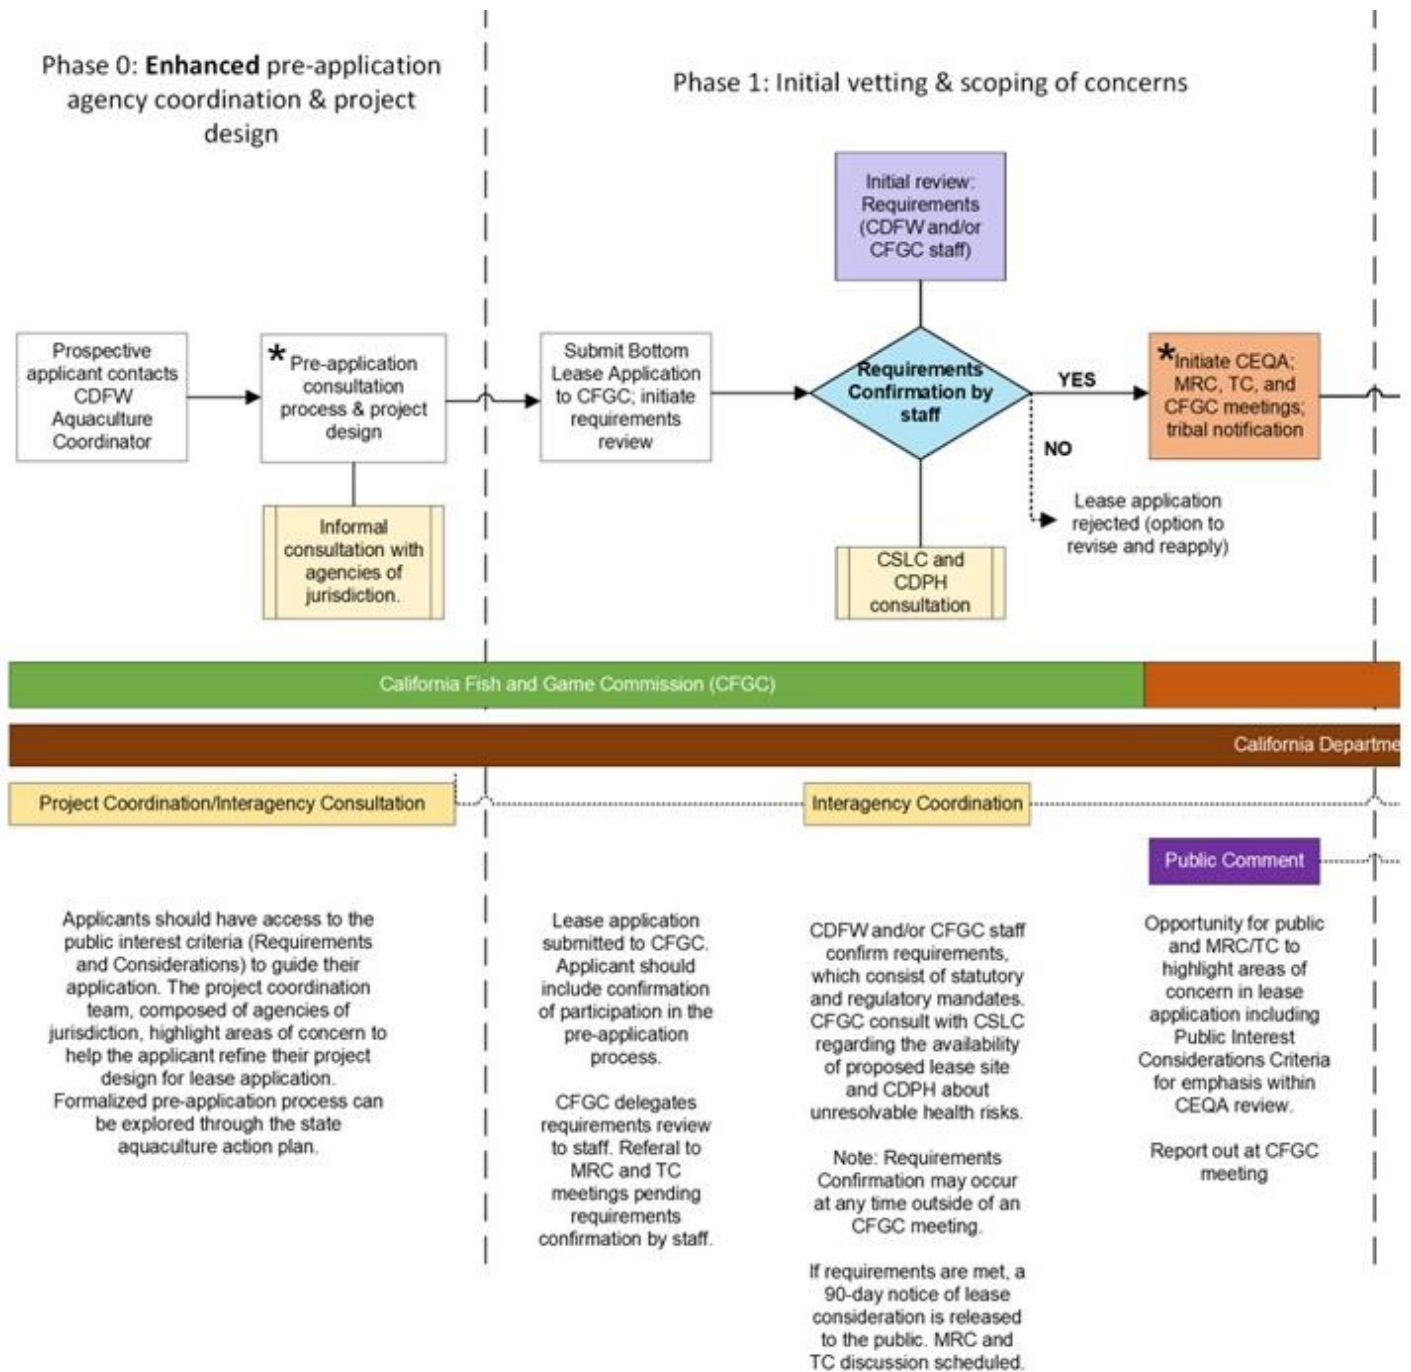 Phase 0: Enhanced pre-application
agency coordination & project
design
Phase 1: Initial vetting & scoping of concerns
Initial review:
Requirements
(CDFW and/or
CFGC staff)
Prospective
applicant contacts
CDFW
Aquaculture
Coordinator
* Pre-application
consultation
process & project
design
Submit Bottom
Lease Application
to CFGC; initiate
requirements
review
Requirements
Confirmation by
staff
YES
NO
* Initiate CEQA;
MRC, TC, and
CFGC meetings;
tribal notification
Lease application
rejected (option to
revise and reapply)
Informal
consultation with
agencies of
jurisdiction.
CSLC and
CDPH
consultation
California Fish and Game Commission (CFGC)
California Departme
Project Coordination/Interagency Consultation
Interagency Coordination
Public Comment
Applicants should have access to the
public interest criteria (Requirements
and Considerations) to guide their
application. The project coordination
team, composed of agencies of
jurisdiction, highlight areas of concern to
help the applicant refine their project
design for lease application.
Formalized pre-application process can
be explored through the state
aquaculture action plan.
Lease application
submitted to CFGC.
Applicant should
include confirmation
of participation in the
pre-application
process.
CFGC delegates
requirements review
to staff. Referal to
MRC and TC
meetings pending
requirements
confirmation by staff.
CDFW and/or CFGC staff
confirm requirements,
which consist of statutory
and regulatory mandates.
CFGC consult with CSLC
regarding the availability
of proposed lease site
and CDPH about
unresolvable health risks.
Note: Requirements
Confirmation may occur
at any time outside of an
CFGC meeting.
If requirements are met, a
90-day notice of lease
consideration is released
to the public. MRC and
TC discussion scheduled.
Opportunity for public
and MRC/TC to
highlight areas of
concern in lease
application including
Public Interest
Considerations Criteria
for emphasis within
CEQA review.
Report out at CFGC
meeting